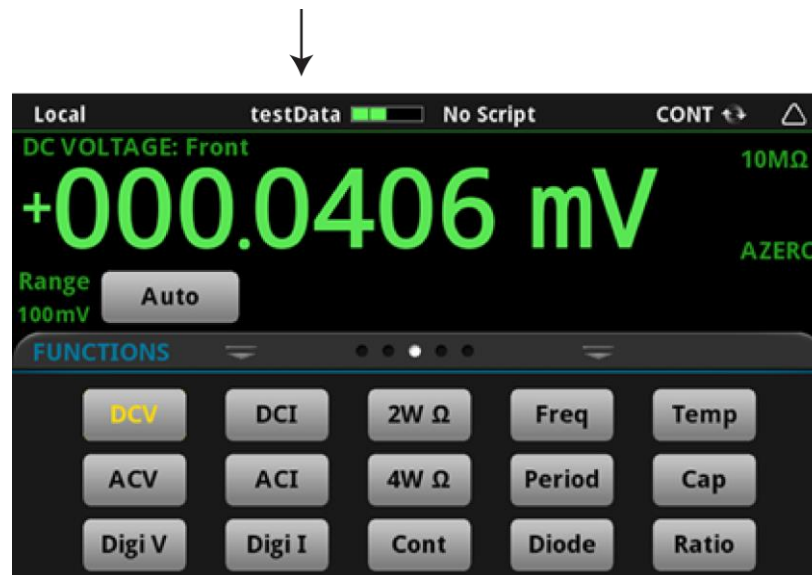 Local testData No Script CONT
DC VOLTAGE: Front
10MΩ
+000.0406 mV
AZERO
Range
100mV
Auto
FUNCTIONS
DCV DCI 2W Ω Freq Temp
ACV ACI 4W Ω Period Cap
Digi V Digi I Cont Diode Ratio